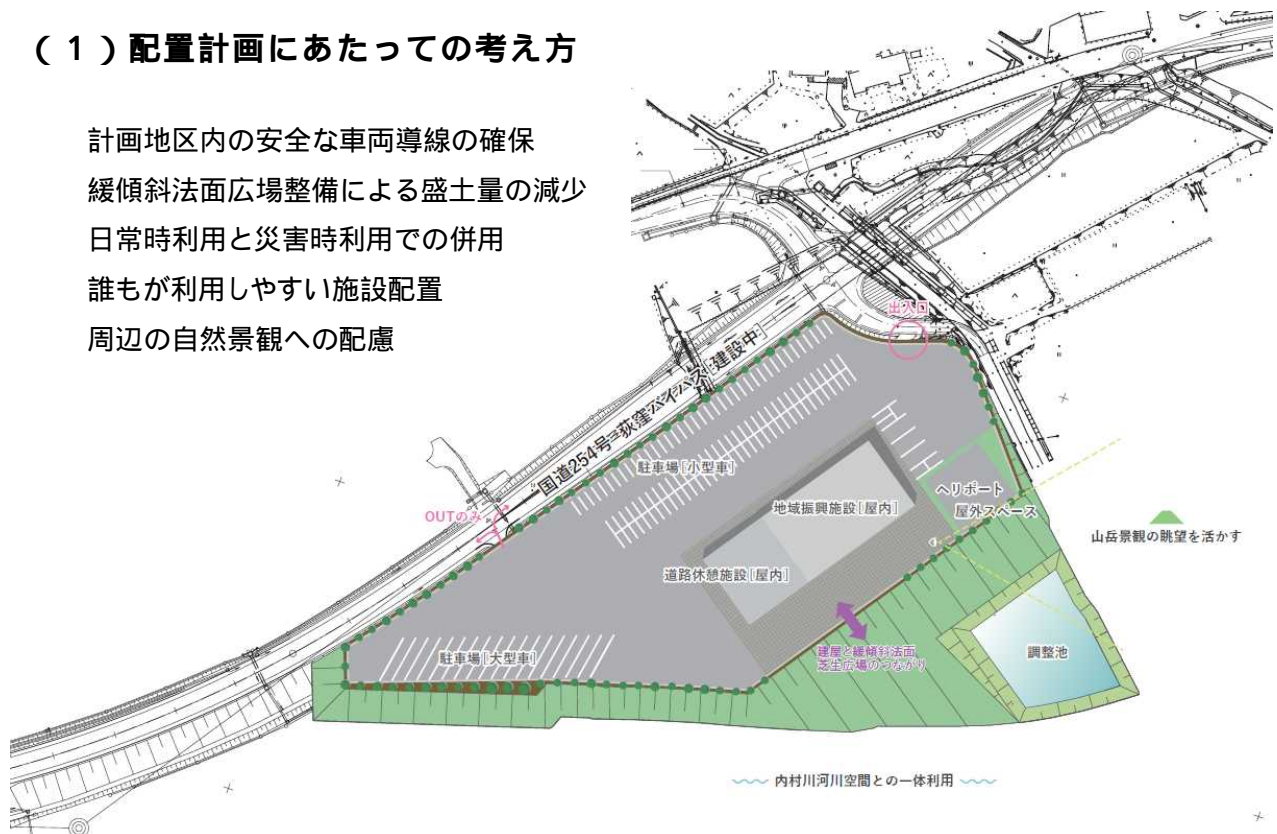 （１）配置計画にあたっての考え方
計画地区内の安全な車両導線の確保
緩傾斜法面広場整備による盛土量の減少
日常時利用と災害時利用での併用
誰もが利用しやすい施設配置
周辺の自然景観への配慮
出入口
国道254号 荻窪バイパス［建設中］
駐車場［小型車］
OUTのみ
地域振興施設［屋内］
ヘリポート
屋外スペース
山岳景観の眺望を活かす
道路休憩施設［屋内］
駐車場［大型車］
建屋と緩傾斜法面
芝生広場のつながり
調整池
内村川河川空間との一体利用